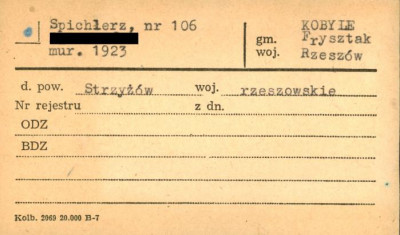 Spichlerz, nr 106
mur. 1923
KOBYLE
gm. Frysztak
woj. Rzeszów
d. pow. Strzyżów woj. rzeszowskie
Nr rejestru z dn.
ODZ
BDZ
Kolb. 2069 20.000 B-7